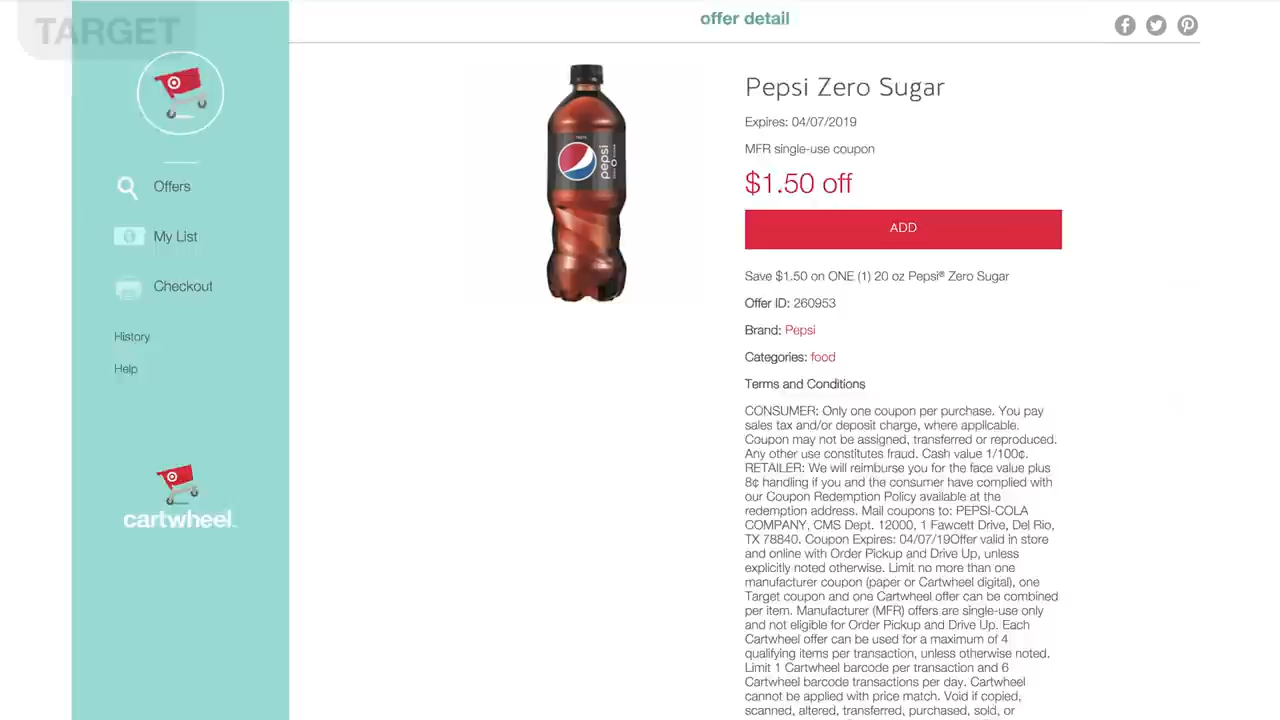 TARGET
offer detail
Pepsi Zero Sugar
Expires: 04/07/2019
MFR single-use coupon
$1.50 off
ADD
Save $1.50 on ONE (1) 20 oz Pepsi® Zero Sugar
Offer ID: 260953
Brand: Pepsi
Categories: food
Terms and Conditions
CONSUMER: Only one coupon per purchase. You pay
sales tax and/or deposit charge, where applicable.
Coupon may not be assigned, transferred or reproduced.
Any other use constitutes fraud. Cash value 1/100¢.
RETAILER: We will reimburse you for the face value plus
8¢ handling if you and the consumer have complied with
our Coupon Redemption Policy available at the
redemption address. Mail coupons to: PEPSI-COLA
COMPANY, CMS Dept. 12000, 1 Fawcett Drive, Del Rio,
TX 78840. Coupon Expires: 04/07/19Offer valid in store
and online with Order Pickup and Drive Up, unless
explicitly noted otherwise. Limit no more than one
manufacturer coupon (paper or Cartwheel digital), one
Target coupon and one Cartwheel offer can be combined
per item. Manufacturer (MFR) offers are single-use only
and not eligible for Order Pickup and Drive Up. Each
Cartwheel offer can be used for a maximum of 4
qualifying items per transaction, unless otherwise noted.
Limit 1 Cartwheel barcode per transaction and 6
Cartwheel barcode transactions per day. Cartwheel
cannot be applied with price match. Void if copied,
scanned, altered, transferred, purchased, sold, or
Offers
My List
Checkout
History
Help
cartwheel
pepsi